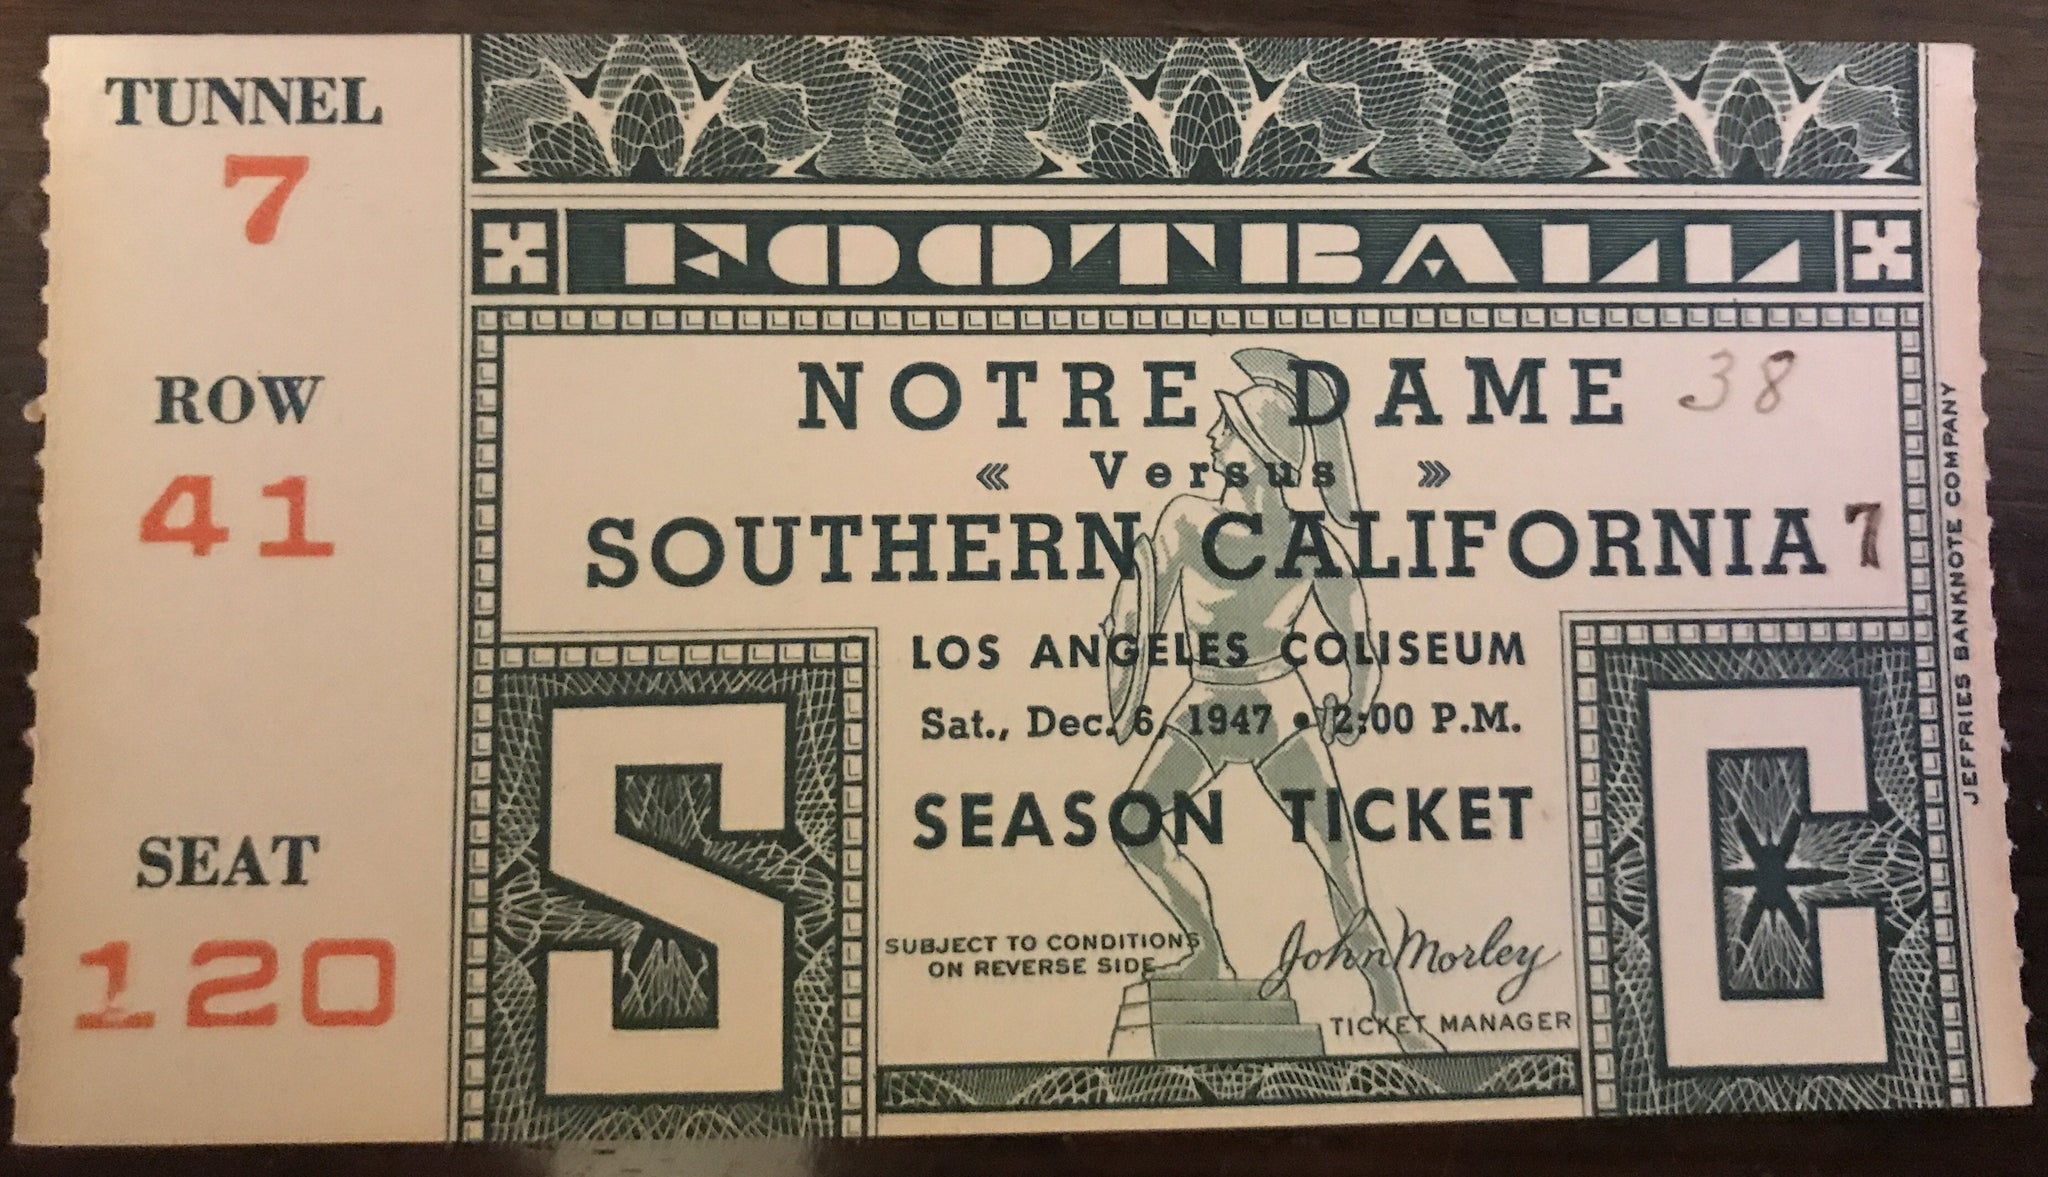 TUNNEL
7
ROW
41
SEAT
120
FOOTBALL
NOTRE DAME 38
« Versus »
SOUTHERN CALIFORNIA 7
LOS ANGELES COLISEUM
Sat., Dec. 6, 1947 • 2:00 P.M.
SEASON TICKET
SUBJECT TO CONDITIONS
ON REVERSE SIDE
John Morley
TICKET MANAGER
S C
JEFFRIES BANKNOTE COMPANY